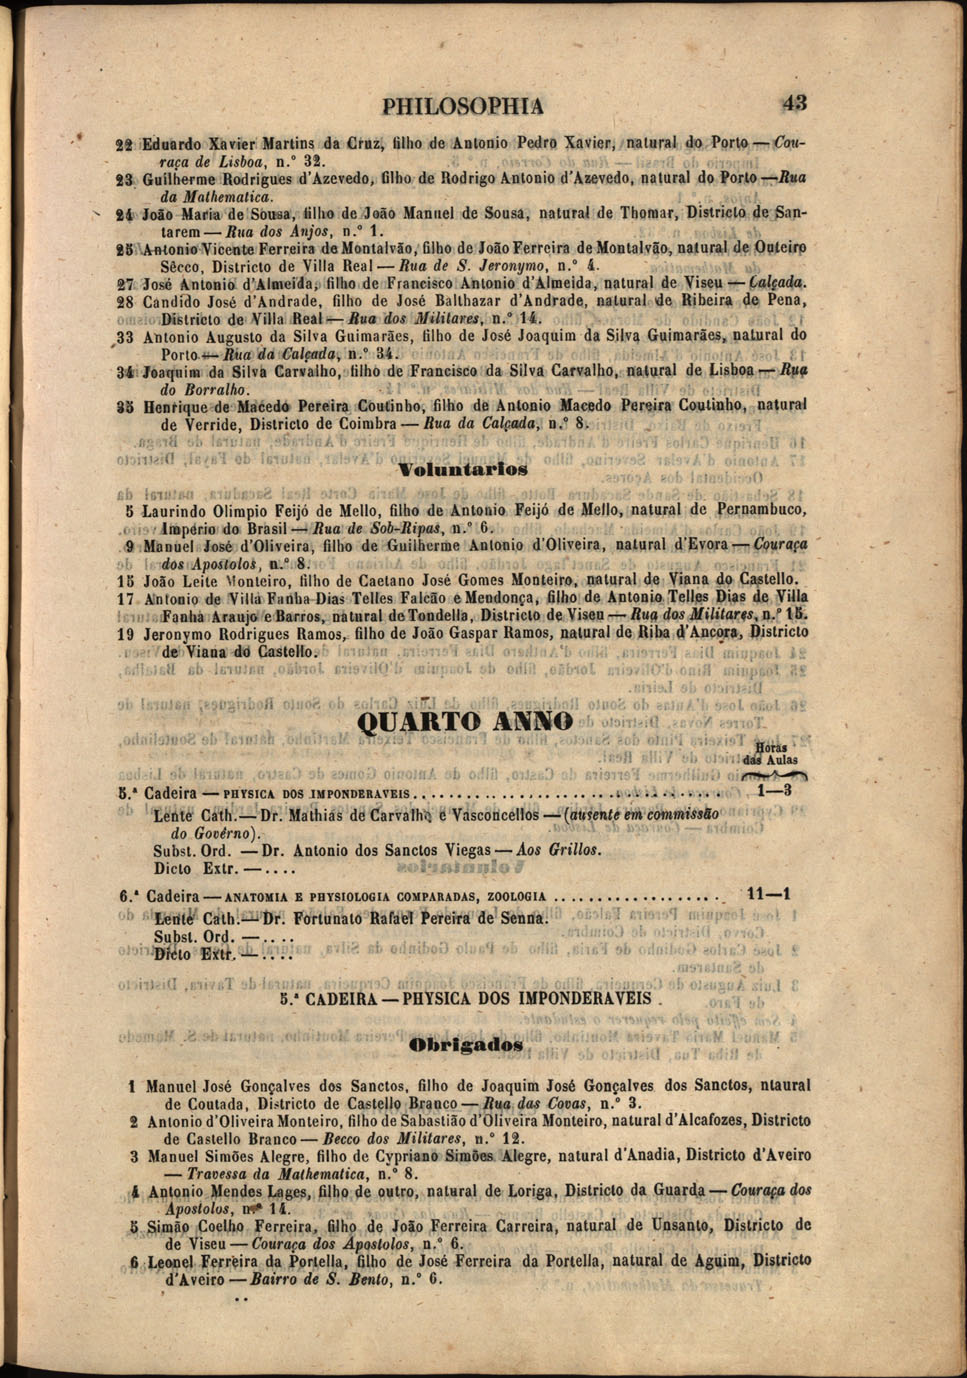 PHILOSOPHIA 43
22 Eduardo Xavier Martins da Cruz, filho de Antonio Pedro Xavier, natural do Porto — Cou-
raça de Lisboa, n.º 32.
23 Guilherme Rodrigues d'Azevedo, filho de Rodrigo Antonio d'Azevedo, natural do Porto — Rua
da Mathematica.
24 João Maria de Sousa, filho de João Manuel de Sousa, natural de Thomar, Districto de San-
tarem — Rua dos Anjos, n.º 1.
25 Antonio Vicente Ferreira de Montalvão, filho de João Ferreira de Montalvão, natural de Outeiro
Sêcco, Districto de Villa Real — Rua de S. Jeronymo, n.º 4.
27 José Antonio d'Almeida, filho de Francisco Antonio d'Almeida, natural de Viseu — Calçada.
28 Candido José d'Andrade, filho de José Balthazar d'Andrade, natural de Ribeira de Pena,
Districto de Villa Real — Rua dos Militares, n.º 14.
33 Antonio Augusto da Silva Guimarães, filho de José Joaquim da Silva Guimarães, natural do
Porto — Rua da Calçada, n.º 34.
34 Joaquim da Silva Carvalho, filho de Francisco da Silva Carvalho, natural de Lisboa — Rua
do Borralho.
35 Henrique de Macedo Pereira Coutinho, filho de Antonio Macedo Pereira Coutinho, natural
de Verride, Districto de Coimbra — Rua da Calçada, n.º 8.
Voluntarios
5 Laurindo Olimpio Feijó de Mello, filho de Antonio Feijó de Mello, natural de Pernambuco,
Imperio do Brasil — Rua de Sob-Ripas, n.º 6.
9 Manuel José d'Oliveira, filho de Guilherme Antonio d'Oliveira, natural d'Evora — Couraça
dos Apostolos, n.º 8.
15 João Leite Monteiro, filho de Caetano José Gomes Monteiro, natural de Viana do Castello.
17 Antonio de Villa Fanha Dias Telles Falcão e Mendonça, filho de Antonio Telles Dias de Villa
Fanha Araujo e Barros, natural de Tondella, Districto de Viseu — Rua dos Militares, n.º 15.
19 Jeronymo Rodrigues Ramos, filho de João Gaspar Ramos, natural de Riba d'Ancora, Districto
de Viana do Castello.
QUARTO ANNO
Horas
das Aulas
5.ª Cadeira — PHYSICA DOS IMPONDERAVEIS........................................ 1—3
Lente Cath. — Dr. Mathias de Carvalho e Vasconcellos — (ausente em commissão
do Govêrno).
Subst. Ord. — Dr. Antonio dos Sanctos Viegas — Aos Grillos.
Dicto Extr. —....
6.ª Cadeira — ANATOMIA E PHYSIOLOGIA COMPARADAS, ZOOLOGIA .................... 11—1
Lente Cath. — Dr. Fortunato Rafael Pereira de Senna.
Subst. Ord. —....
Dicto Extr. —....
5.ª CADEIRA — PHYSICA DOS IMPONDERAVEIS
Obrigados
1 Manuel José Gonçalves dos Sanctos, filho de Joaquim José Gonçalves dos Sanctos, ntaural
de Coutada, Districto de Castello Branco — Rua das Covas, n.º 3.
2 Antonio d'Oliveira Monteiro, filho de Sabastião d'Oliveira Monteiro, natural d'Alcafozes, Districto
de Castello Branco — Becco dos Militares, n.º 12.
3 Manuel Simões Alegre, filho de Cypriano Simões Alegre, natural d'Anadia, Districto d'Aveiro
— Travessa da Mathematica, n.º 8.
4 Antonio Mendes Lages, filho de outro, natural de Loriga, Districto da Guarda — Couraça dos
Apostolos, n.º 14.
5 Simão Coelho Ferreira, filho de João Ferreira Carreira, natural de Unsanto, Districto de
de Viseu — Couraça dos Apostolos, n.º 6.
6 Leonel Ferreira da Portella, filho de José Ferreira da Portella, natural de Aguim, Districto
d'Aveiro — Bairro de S. Bento, n.º 6.